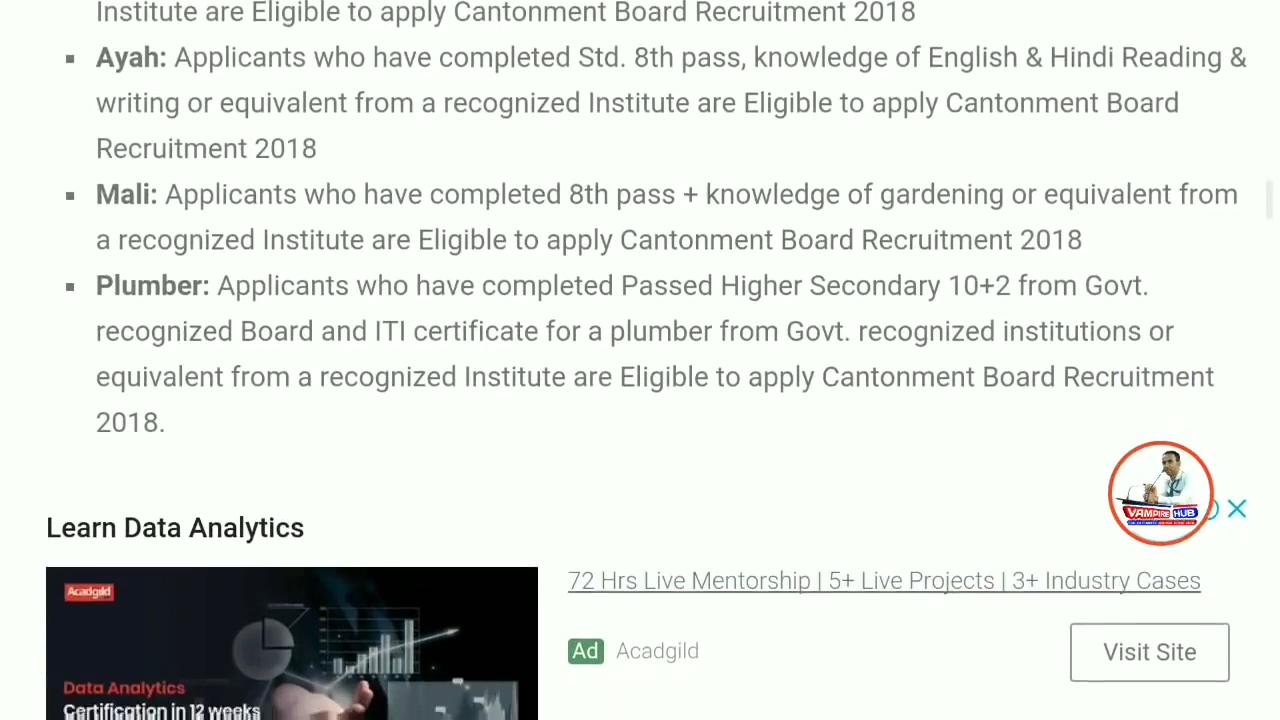 Institute are Eligible to apply Cantonment Board Recruitment 2018
▪ Ayah: Applicants who have completed Std. 8th pass, knowledge of English & Hindi Reading &
writing or equivalent from a recognized Institute are Eligible to apply Cantonment Board
Recruitment 2018
▪ Mali: Applicants who have completed 8th pass + knowledge of gardening or equivalent from
a recognized Institute are Eligible to apply Cantonment Board Recruitment 2018
▪ Plumber: Applicants who have completed Passed Higher Secondary 10+2 from Govt.
recognized Board and ITI certificate for a plumber from Govt. recognized institutions or
equivalent from a recognized Institute are Eligible to apply Cantonment Board Recruitment
2018.
VAMPIRE HUB
Learn Data Analytics
72 Hrs Live Mentorship | 5+ Live Projects | 3+ Industry Cases
Acadgild
Ad Acadgild
Visit Site
Data Analytics
Certification in 12 weeks